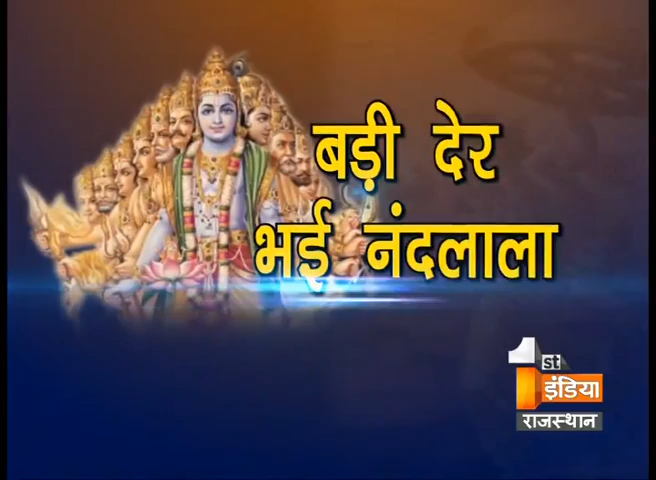 बड़ी देर
भई नंदलाला
1st
इंडिया
राजस्थान